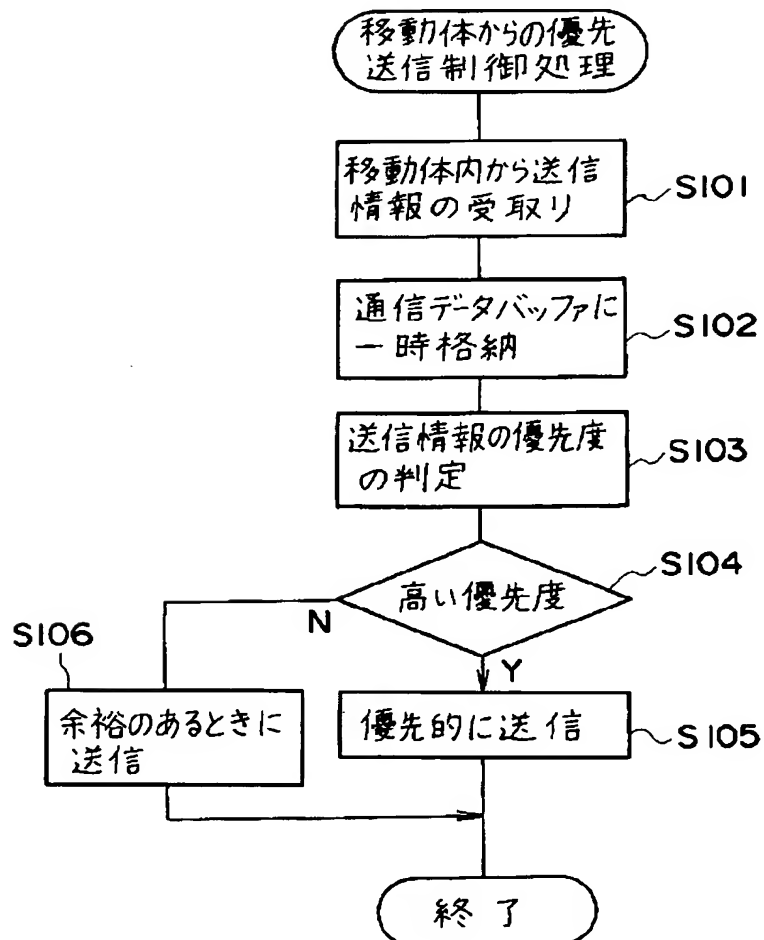 移動体からの優先
送信制御処理
移動体内から送信
情報の受取り
S101
通信データバッファに
一時格納
S102
送信情報の優先度
の判定
S103
高い優先度
S104
N
Y
S106
余裕のあるときに
送信
優先的に送信
S105
終了